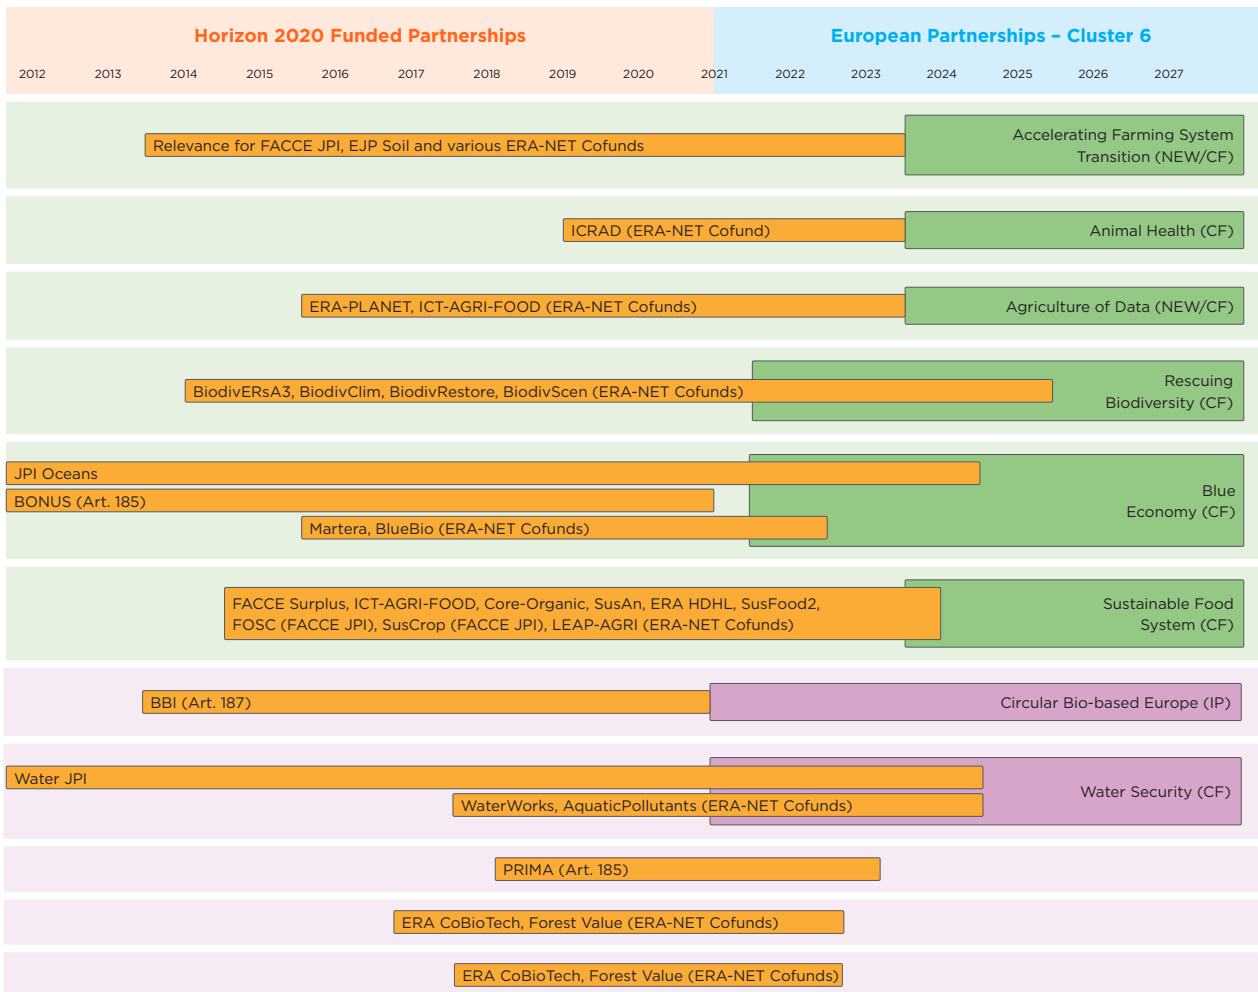 Horizon 2020 Funded Partnerships
European Partnerships – Cluster 6
2012 2013 2014 2015 2016 2017 2018 2019 2020 2021 2022 2023 2024 2025 2026 2027
Relevance for FACCE JPI, EJP Soil and various ERA-NET Cofunds
Accelerating Farming System
Transition (NEW/CF)
ICRAD (ERA-NET Cofund)
Animal Health (CF)
ERA-PLANET, ICT-AGRI-FOOD (ERA-NET Cofunds)
Agriculture of Data (NEW/CF)
BiodivERsA3, BiodivClim, BiodivRestore, BiodivScen (ERA-NET Cofunds)
Rescuing
Biodiversity (CF)
JPI Oceans
BONUS (Art. 185)
Martera, BlueBio (ERA-NET Cofunds)
Blue
Economy (CF)
FACCE Surplus, ICT-AGRI-FOOD, Core-Organic, SusAn, ERA HDHL, SusFood2,
FOSC (FACCE JPI), SusCrop (FACCE JPI), LEAP-AGRI (ERA-NET Cofunds)
Sustainable Food
System (CF)
BBI (Art. 187)
Circular Bio-based Europe (IP)
Water JPI
WaterWorks, AquaticPollutants (ERA-NET Cofunds)
Water Security (CF)
PRIMA (Art. 185)
ERA CoBioTech, Forest Value (ERA-NET Cofunds)
ERA CoBioTech, Forest Value (ERA-NET Cofunds)